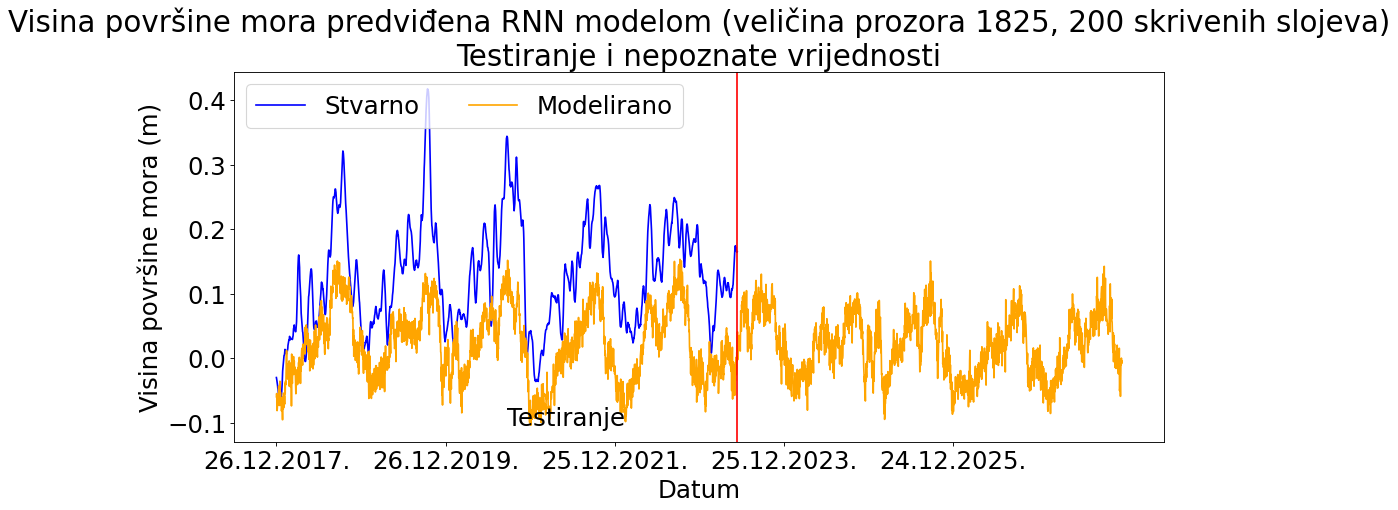 Visina površine mora predviđena RNN modelom (veličina prozora 1825, 200 skrivenih slojeva)
Testiranje i nepoznate vrijednosti
Stvarno Modelirano
Visina površine mora (m)
0.4
0.3
0.2
0.1
0.0
−0.1
Testiranje
26.12.2017. 26.12.2019. 25.12.2021. 25.12.2023. 24.12.2025.
Datum